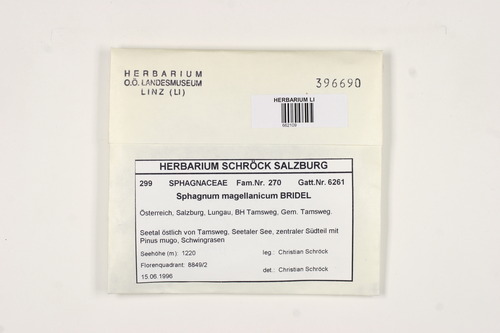 HERBARIUM
O.Ö. LANDESMUSEUM
LINZ (LI)
396690
HERBARIUM LI
HERBARIUM SCHRÖCK SALZBURG
299 SPHAGNACEAE Fam.Nr. 270 Gatt.Nr. 6261
Sphagnum magellanicum BRIDEL
Österreich, Salzburg, Lungau, BH Tamsweg, Gem. Tamsweg.
Seetal östlich von Tamsweg, Seetaler See, zentraler Südteil mit
Pinus mugo, Schwingrasen
Seehöhe (m): 1220 leg.: Christian Schröck
Florenquadrant: 8849/2
det.: Christian Schröck
15.06.1996